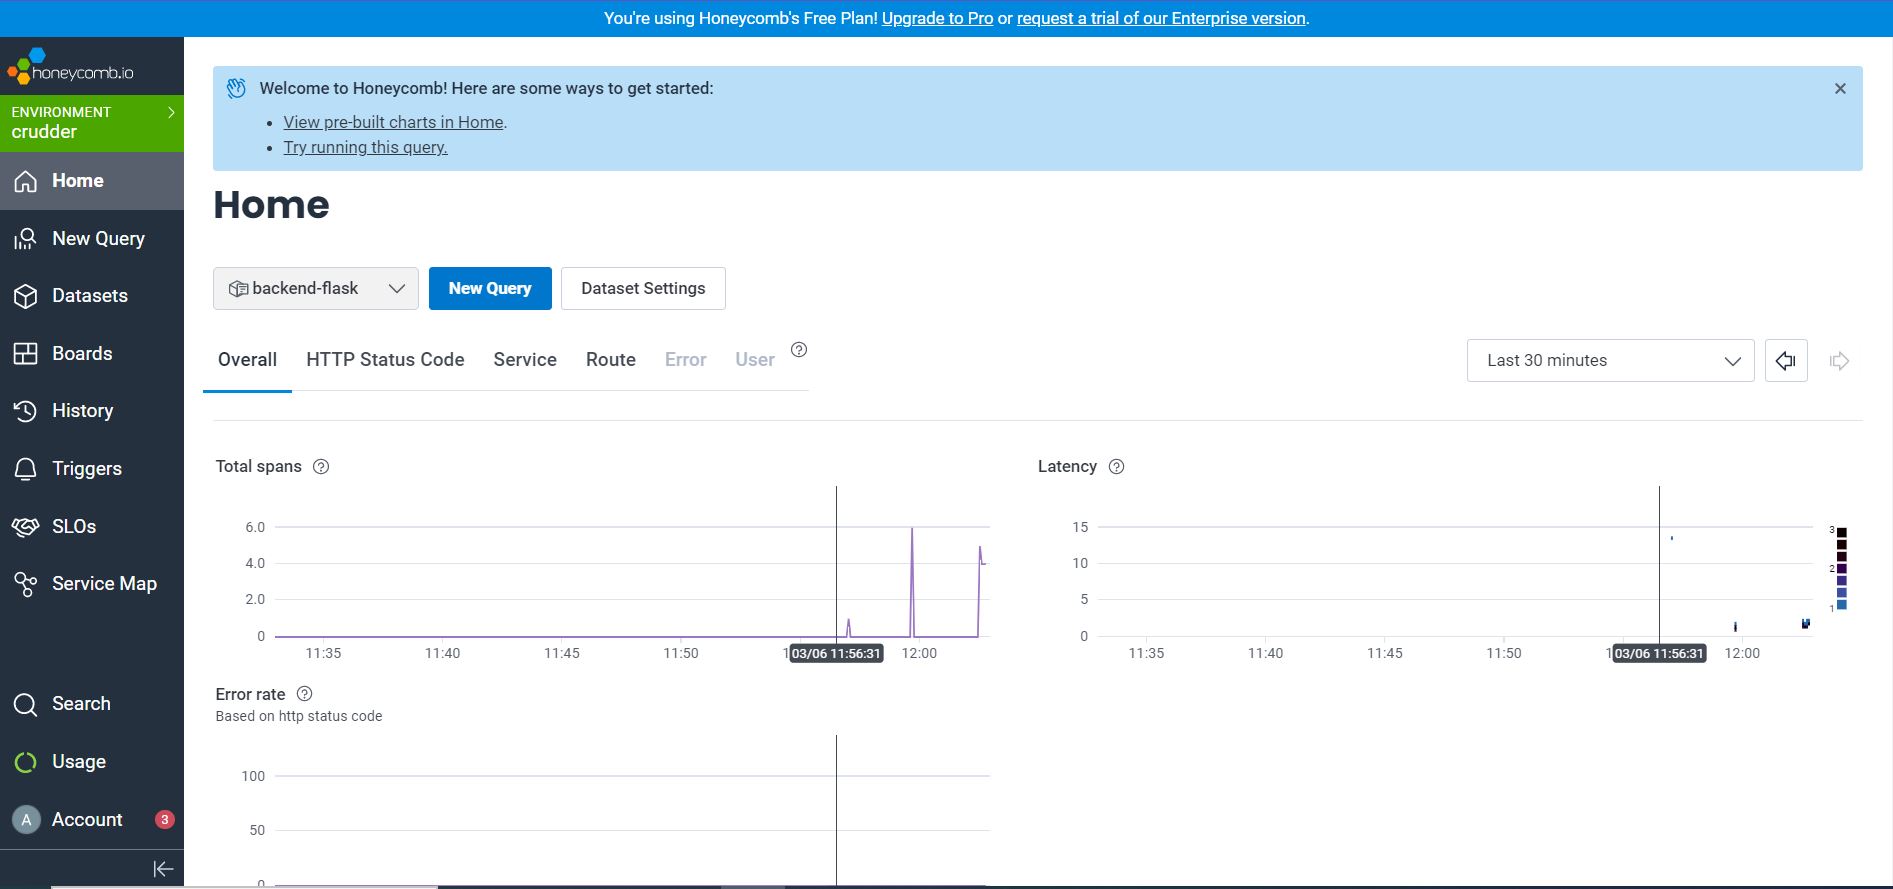 You're using Honeycomb's Free Plan! Upgrade to Pro or request a trial of our Enterprise version.
honeycomb.io
ENVIRONMENT
crudder
Home
New Query
Datasets
Boards
History
Triggers
SLOs
Service Map
Search
Usage
A Account 3
Welcome to Honeycomb! Here are some ways to get started:
• View pre-built charts in Home.
• Try running this query.
Home
backend-flask New Query Dataset Settings
Overall HTTP Status Code Service Route Error User ?
Last 30 minutes
Total spans ?
6.0
4.0
2.0
0
11:35 11:40 11:45 11:50 1 03/06 11:56:31 12:00
Latency ?
15
10
5
0
11:35 11:40 11:45 11:50 1 03/06 11:56:31 12:00
3
2
1
Error rate ?
Based on http status code
100
50
0